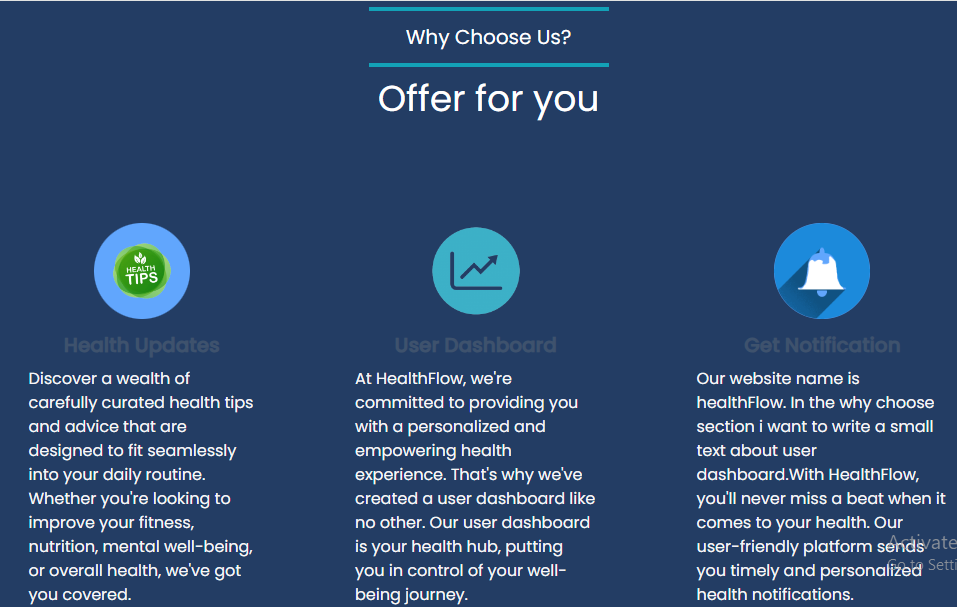 Why Choose Us?
Offer for you
HEALTH
TIPS
Health Updates
Discover a wealth of
carefully curated health tips
and advice that are
designed to fit seamlessly
into your daily routine.
Whether you're looking to
improve your fitness,
nutrition, mental well-being,
or overall health, we've got
you covered.
User Dashboard
At HealthFlow, we're
committed to providing you
with a personalized and
empowering health
experience. That's why we've
created a user dashboard like
no other. Our user dashboard
is your health hub, putting
you in control of your well-
being journey.
Get Notification
Our website name is
healthFlow. In the why choose
section i want to write a small
text about user
dashboard.With HealthFlow,
you'll never miss a beat when it
comes to your health. Our
user-friendly platform sends
you timely and personalized
health notifications.
Activate
Go to Setti